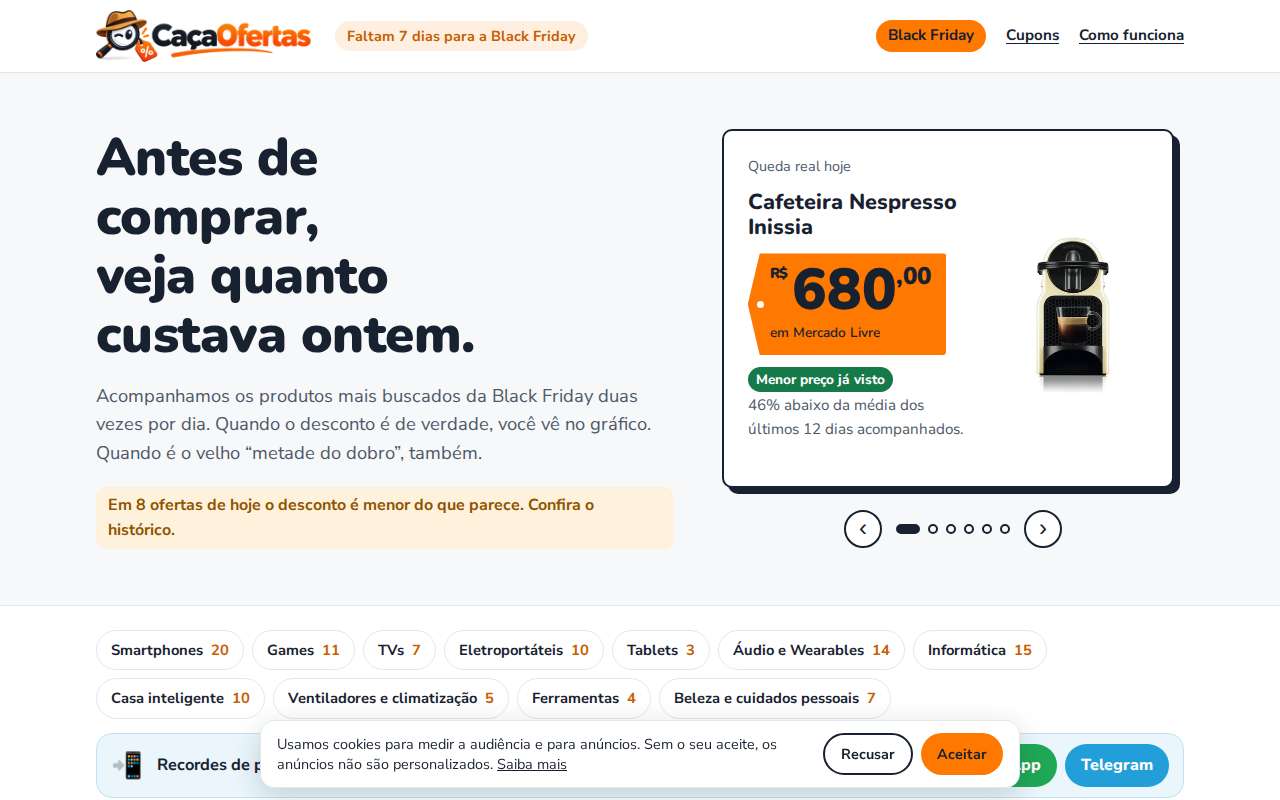 CaçaOfertas
%
Faltam 7 dias para a Black Friday
Black Friday
Cupons
Como funciona
Antes de
comprar,
veja quanto
custava ontem.
Acompanhamos os produtos mais buscados da Black Friday duas
vezes por dia. Quando o desconto é de verdade, você vê no gráfico.
Quando é o velho “metade do dobro”, também.
Em 8 ofertas de hoje o desconto é menor do que parece. Confira o
histórico.
Queda real hoje
Cafeteira Nespresso
Inissia
R$ 680,00
em Mercado Livre
Menor preço já visto
46% abaixo da média dos
últimos 12 dias acompanhados.
Smartphones 20
Games 11
TVs 7
Eletroportáteis 10
Tablets 3
Áudio e Wearables 14
Informática 15
Casa inteligente 10
Ventiladores e climatização 5
Ferramentas 4
Beleza e cuidados pessoais 7
Recordes de
Telegram
Usamos cookies para medir a audiência e para anúncios. Sem o seu aceite, os
anúncios não são personalizados. Saiba mais
Recusar
Aceitar